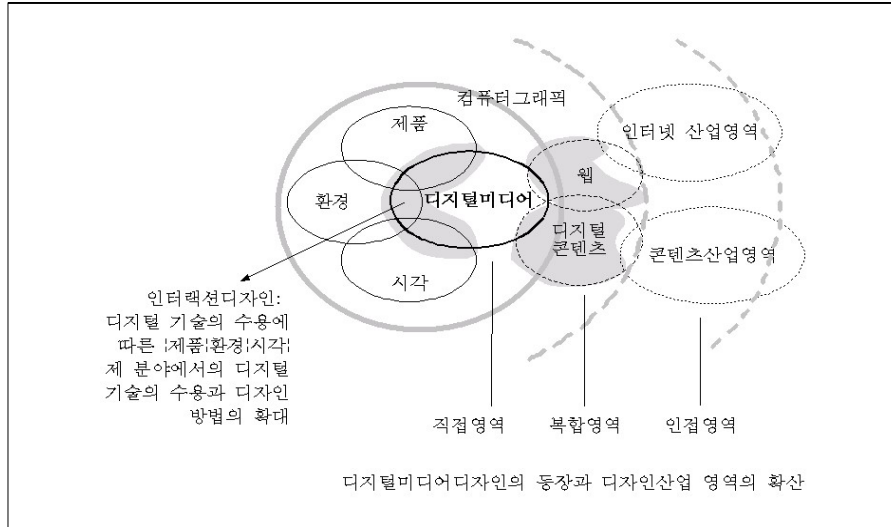 컴퓨터그래픽
제품
인터넷 산업영역
웹
환경
디지털미디어
디지털
콘텐츠
콘텐츠산업영역
시각
인터랙션디자인:
디지털 기술의 수용에
따른 |제품|환경|시각|
제 분야에서의 디지털
기술의 수용과 디자인
방법의 확대
직접영역
복합영역
인접영역
디지털미디어디자인의 등장과 디자인산업 영역의 확산